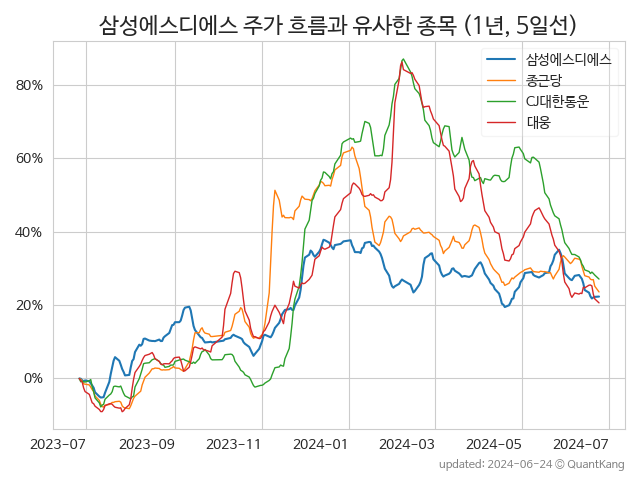 삼성에스디에스 주가 흐름과 유사한 종목 (1년, 5일선)
삼성에스디에스
종근당
CJ대한통운
대웅
80%
60%
40%
20%
0%
2023-07 2023-09 2023-11 2024-01 2024-03 2024-05 2024-07
updated: 2024-06-24 ⓒ QuantKang